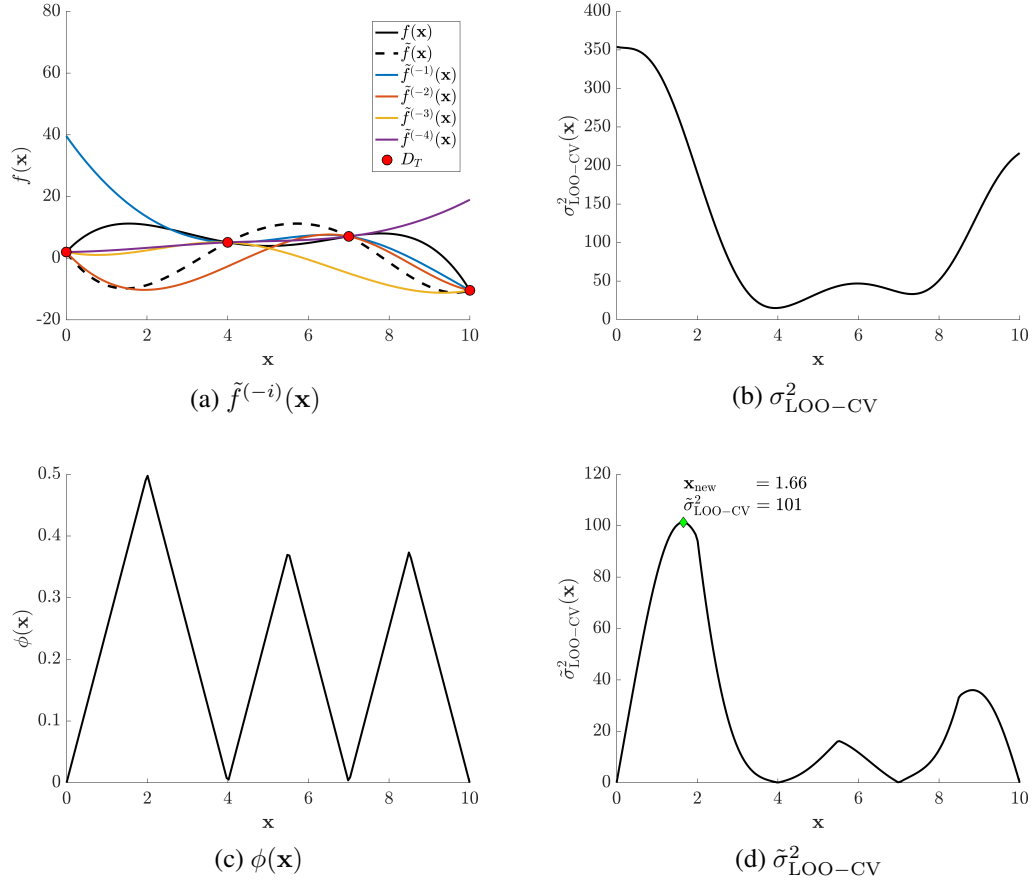 80
60
40
20
0
-20
0 2 4 6 8 10
f(𝐱)
𝐱
f(𝐱)
f̃(𝐱)
f̃⁽⁻¹⁾(𝐱)
f̃⁽⁻²⁾(𝐱)
f̃⁽⁻³⁾(𝐱)
f̃⁽⁻⁴⁾(𝐱)
D_T
(a) f̃⁽⁻ⁱ⁾(𝐱)
400
350
300
250
200
150
100
50
0
0 2 4 6 8 10
σ²_LOO−CV(𝐱)
𝐱
(b) σ²_LOO−CV
0.5
0.4
0.3
0.2
0.1
0
0 2 4 6 8 10
ϕ(𝐱)
𝐱
(c) ϕ(𝐱)
120
100
80
60
40
20
0
0 2 4 6 8 10
σ̃²_LOO−CV(𝐱)
𝐱
𝐱_new = 1.66
σ̃²_LOO−CV = 101
(d) σ̃²_LOO−CV